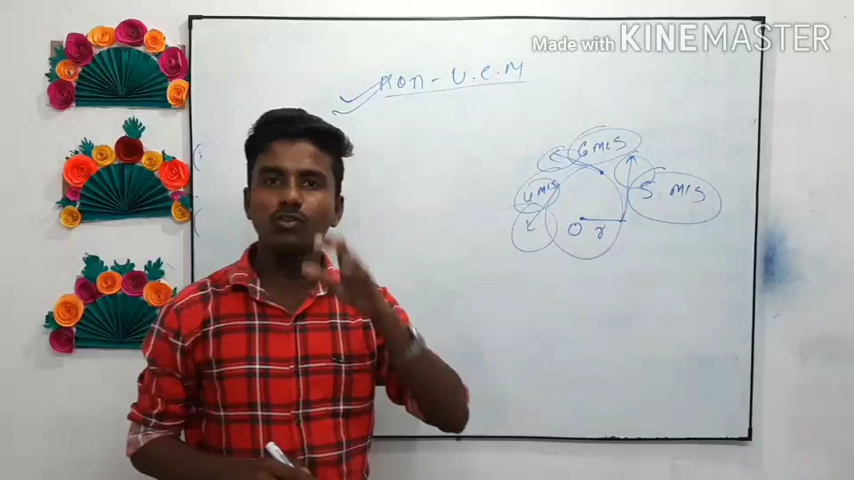 Made with KINEMASTER
Non-U.C.M
6 m/s
4 m/s
5 m/s
O r